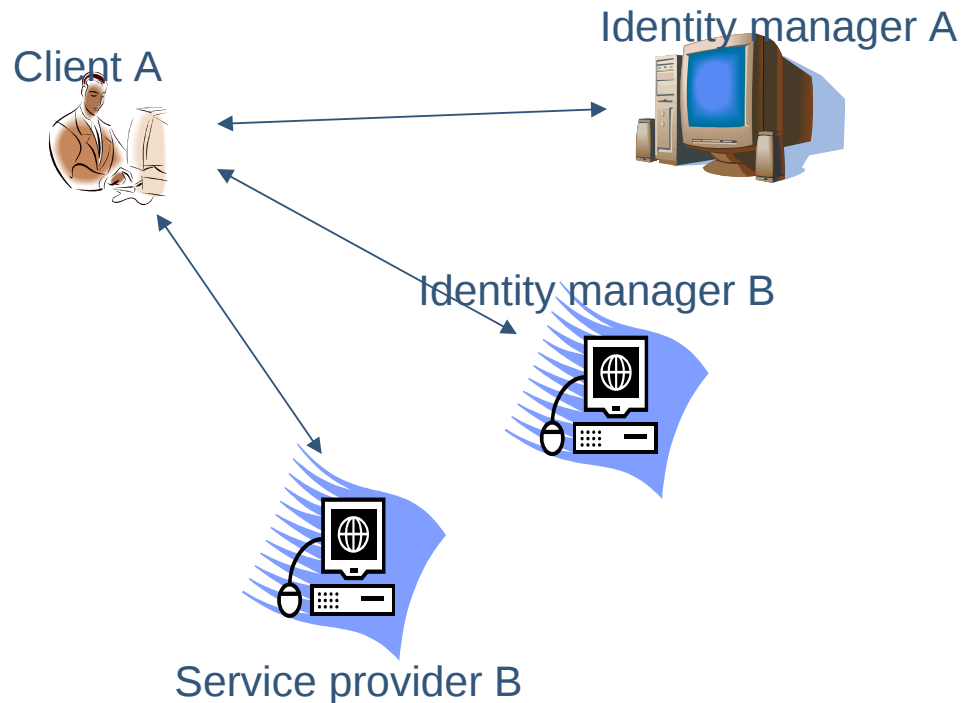 Identity manager A
Client A
Identity manager B
Service provider B